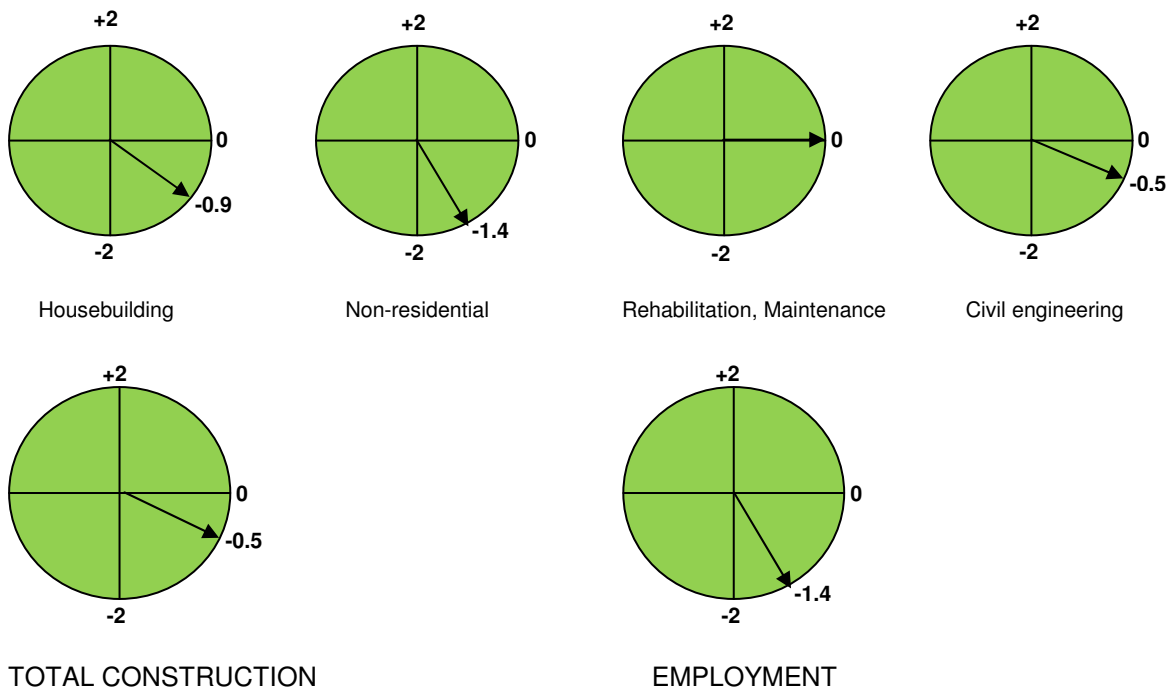 +2 +2 +2 +2
0 0 0 0
-0.9 -1.4 -0.5
-2 -2 -2 -2
Housebuilding Non-residential Rehabilitation, Maintenance Civil engineering
+2 +2
0 0
-0.5 -1.4
-2 -2
TOTAL CONSTRUCTION EMPLOYMENT